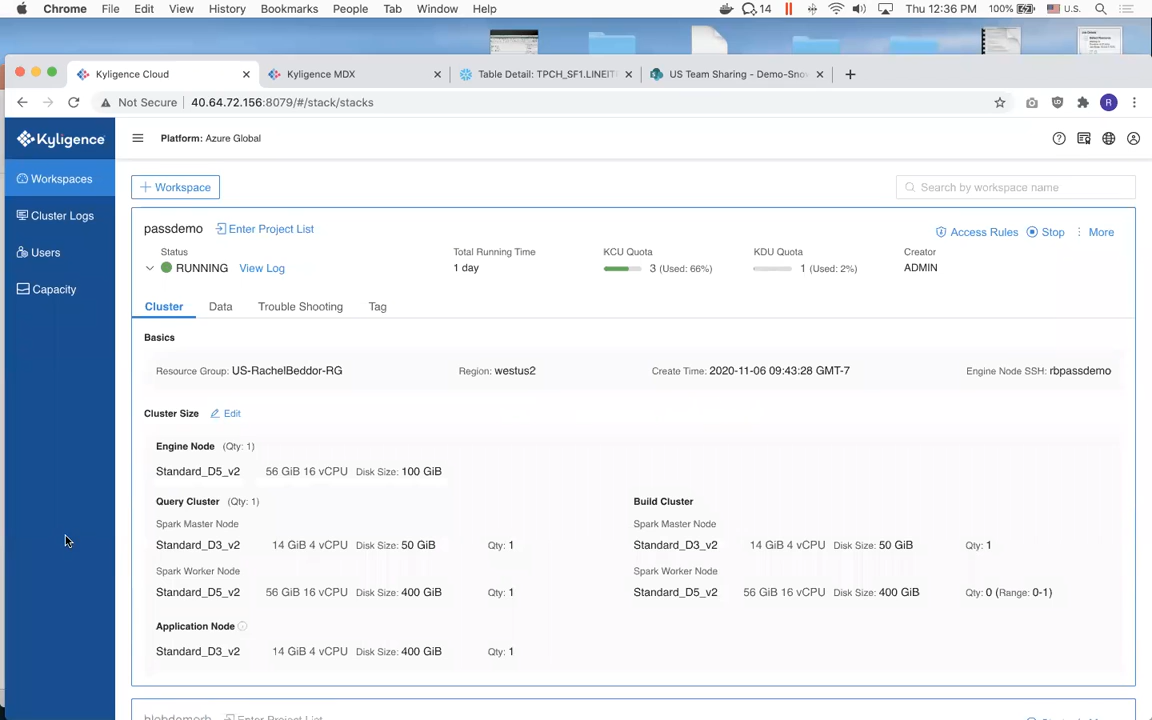 Chrome File Edit View History Bookmarks People Tab Window Help 14 Thu 12:36 PM 100% U.S.
Kyligence Cloud Kyligence MDX Table Detail: TPCH_SF1.LINEIT US Team Sharing - Demo-Sno
Not Secure 40.64.72.156:8079/#/stack/stacks R
Kyligence Platform: Azure Global
Workspaces
Cluster Logs
Users
Capacity
+ Workspace Search by workspace name
passdemo Enter Project List Access Rules Stop More
Status Total Running Time KCU Quota KDU Quota Creator
RUNNING View Log 1 day 3 (Used: 66%) 1 (Used: 2%) ADMIN
Cluster Data Trouble Shooting Tag
Basics
Resource Group: US-RachelBeddor-RG Region: westus2 Create Time: 2020-11-06 09:43:28 GMT-7 Engine Node SSH: rbpassdemo
Cluster Size Edit
Engine Node (Qty: 1)
Standard_D5_v2 56 GiB 16 vCPU Disk Size: 100 GiB
Query Cluster (Qty: 1) Build Cluster
Spark Master Node Spark Master Node
Standard_D3_v2 14 GiB 4 vCPU Disk Size: 50 GiB Qty: 1 Standard_D3_v2 14 GiB 4 vCPU Disk Size: 50 GiB Qty: 1
Spark Worker Node Spark Worker Node
Standard_D5_v2 56 GiB 16 vCPU Disk Size: 400 GiB Qty: 1 Standard_D5_v2 56 GiB 16 vCPU Disk Size: 400 GiB Qty: 0 (Range: 0-1)
Application Node
Standard_D3_v2 14 GiB 4 vCPU Disk Size: 400 GiB Qty: 1
Enter Project List